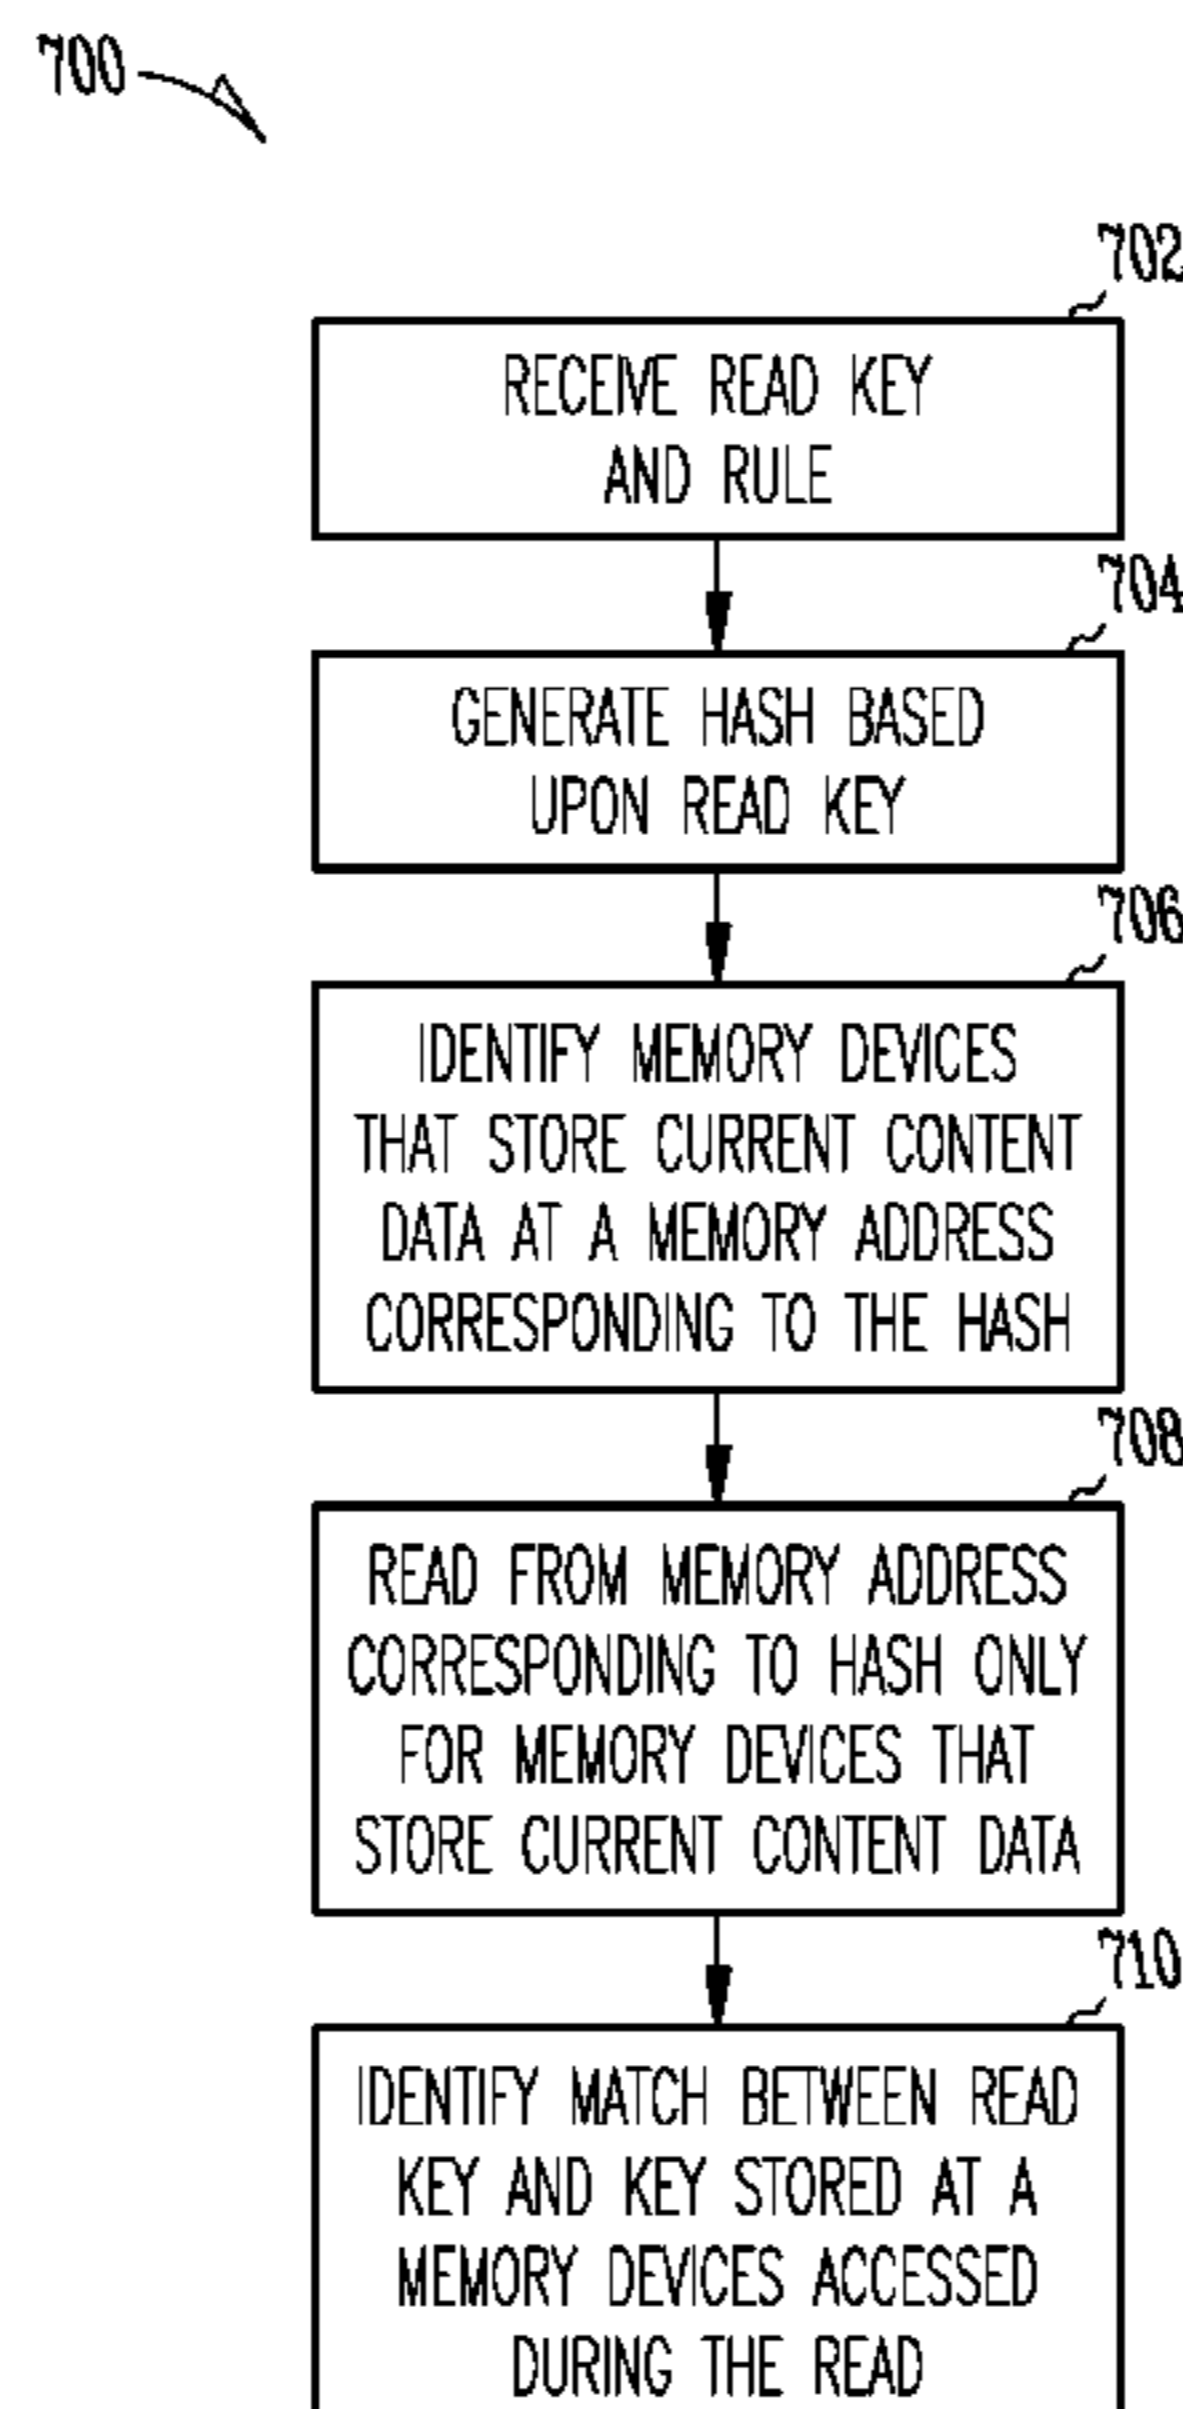 700
702
RECEIVE READ KEY
AND RULE
704
GENERATE HASH BASED
UPON READ KEY
706
IDENTIFY MEMORY DEVICES
THAT STORE CURRENT CONTENT
DATA AT A MEMORY ADDRESS
CORRESPONDING TO THE HASH
708
READ FROM MEMORY ADDRESS
CORRESPONDING TO HASH ONLY
FOR MEMORY DEVICES THAT
STORE CURRENT CONTENT DATA
710
IDENTIFY MATCH BETWEEN READ
KEY AND KEY STORED AT A
MEMORY DEVICES ACCESSED
DURING THE READ